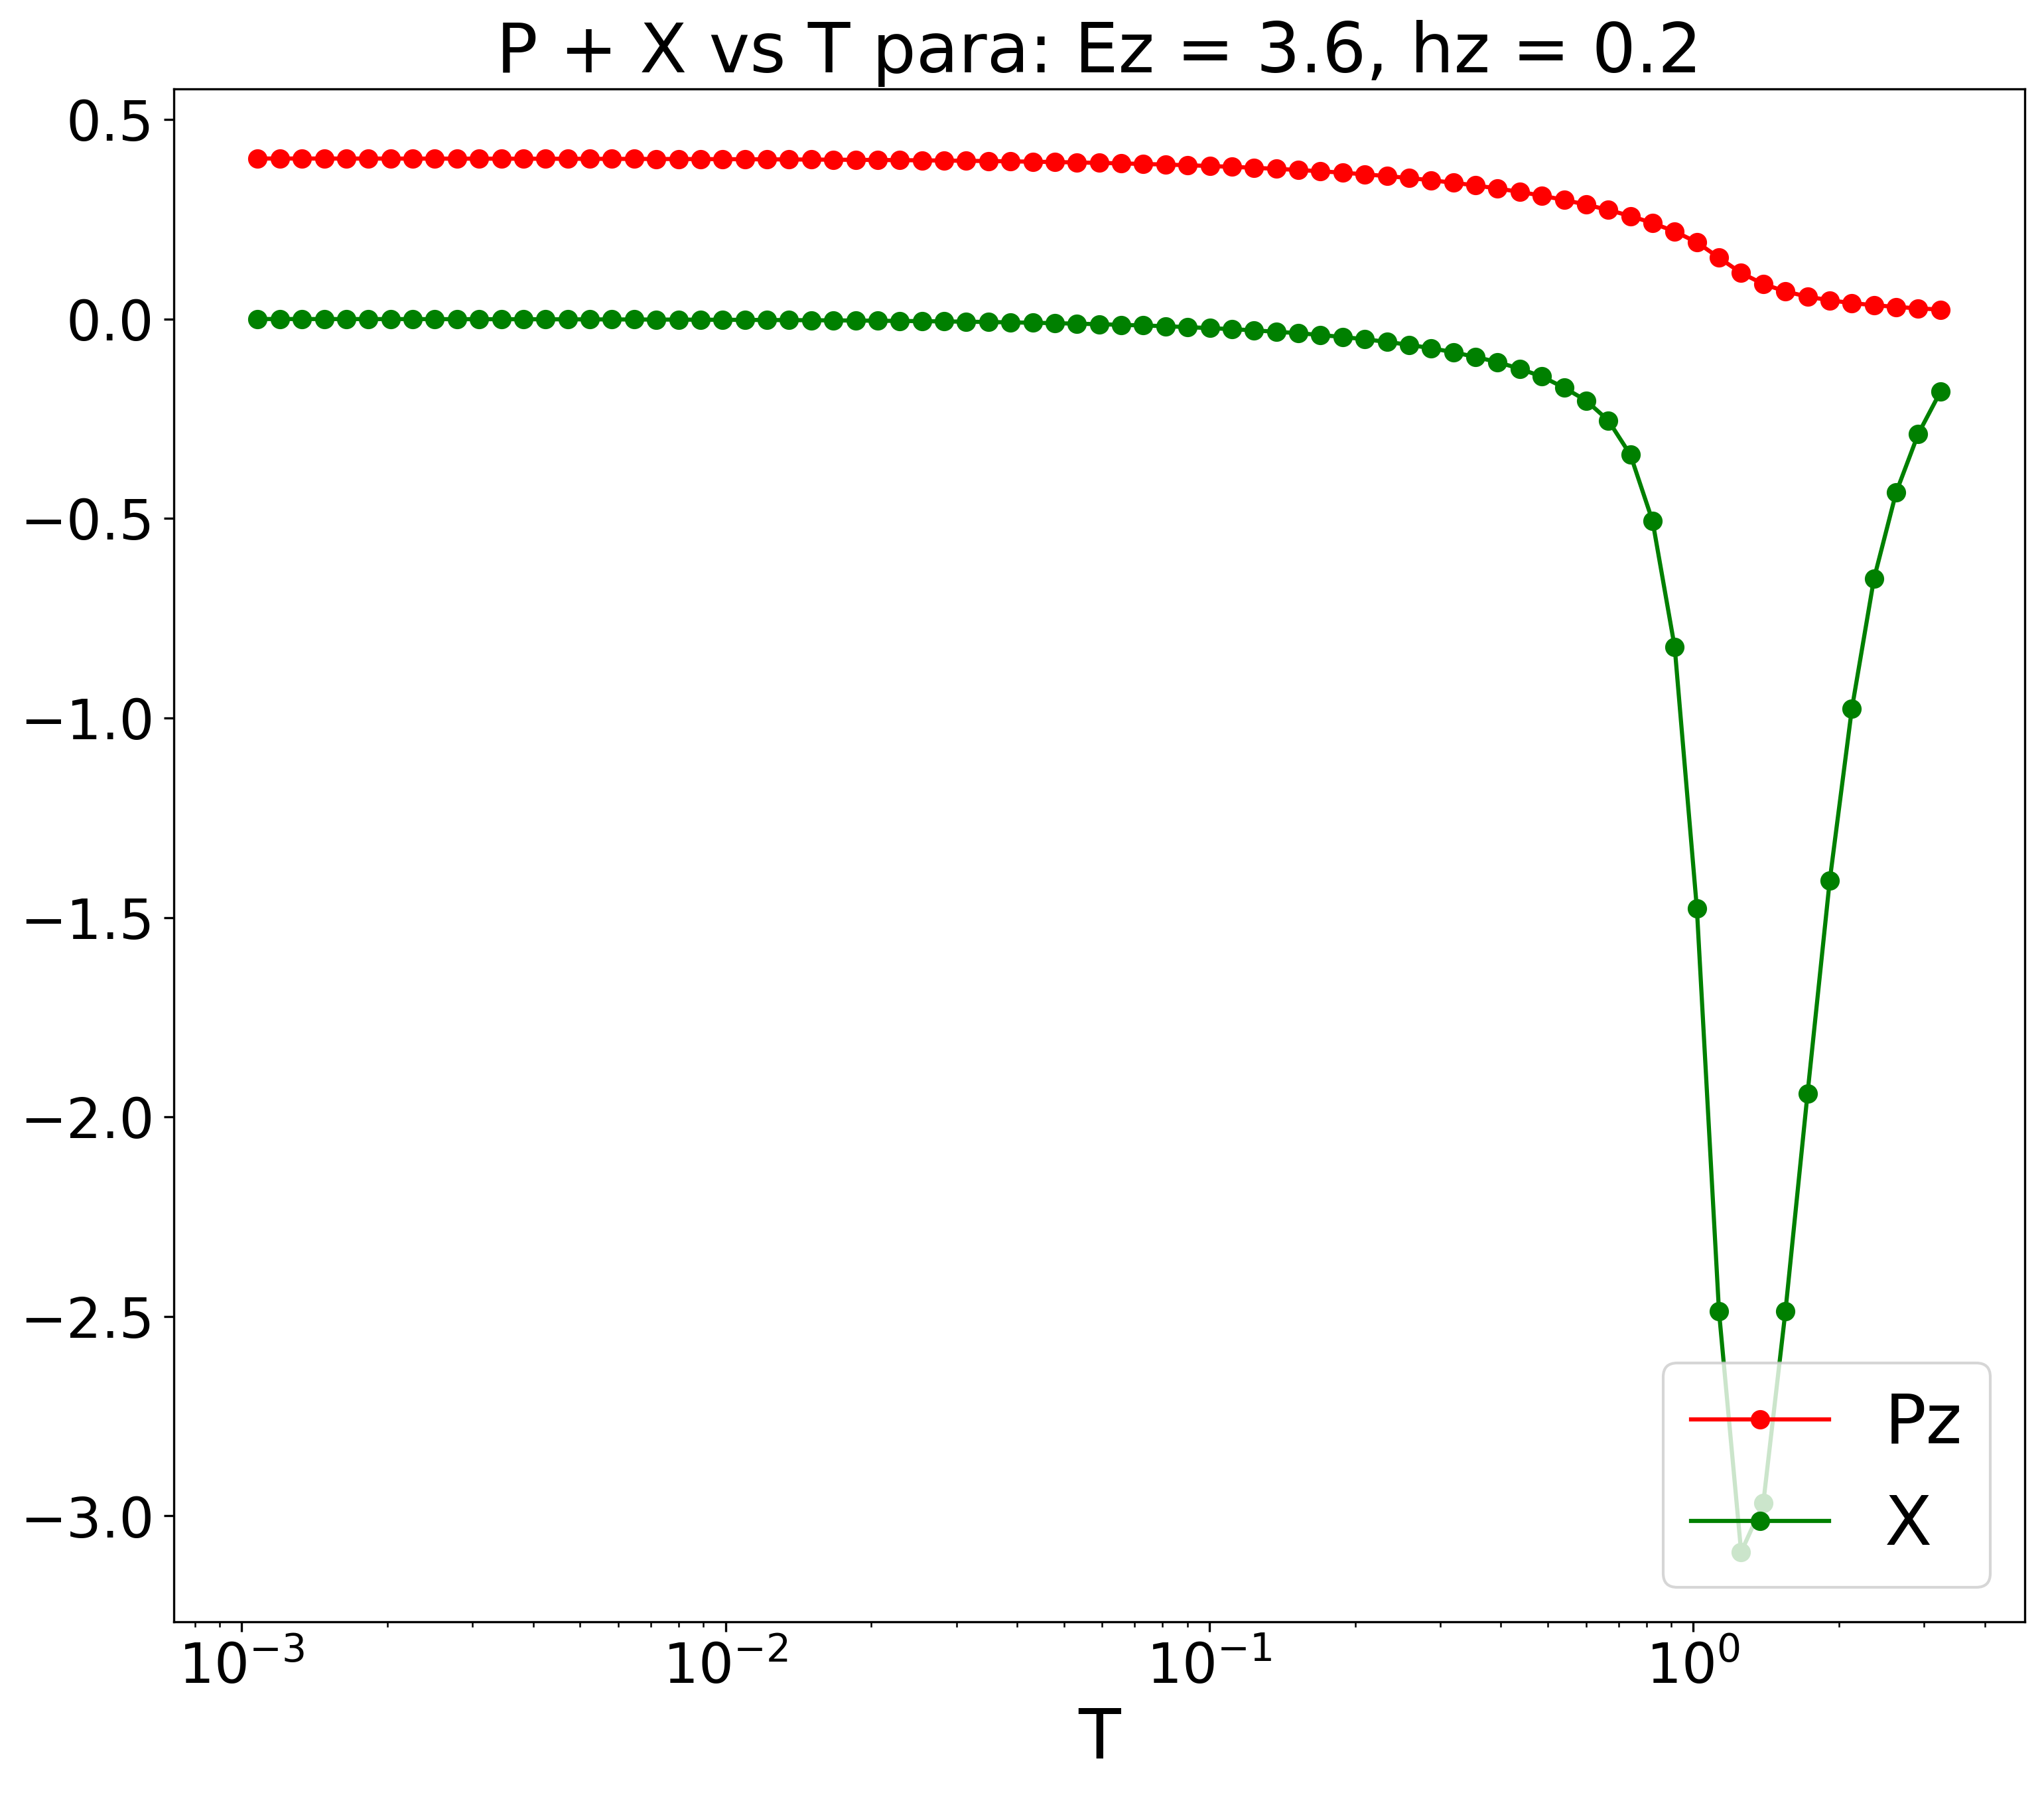 P + X vs T para: Ez = 3.6, hz = 0.2
0.5
0.0
−0.5
−1.0
−1.5
−2.0
−2.5
−3.0
Pz
X
10⁻³ 10⁻² 10⁻¹ 10⁰
T